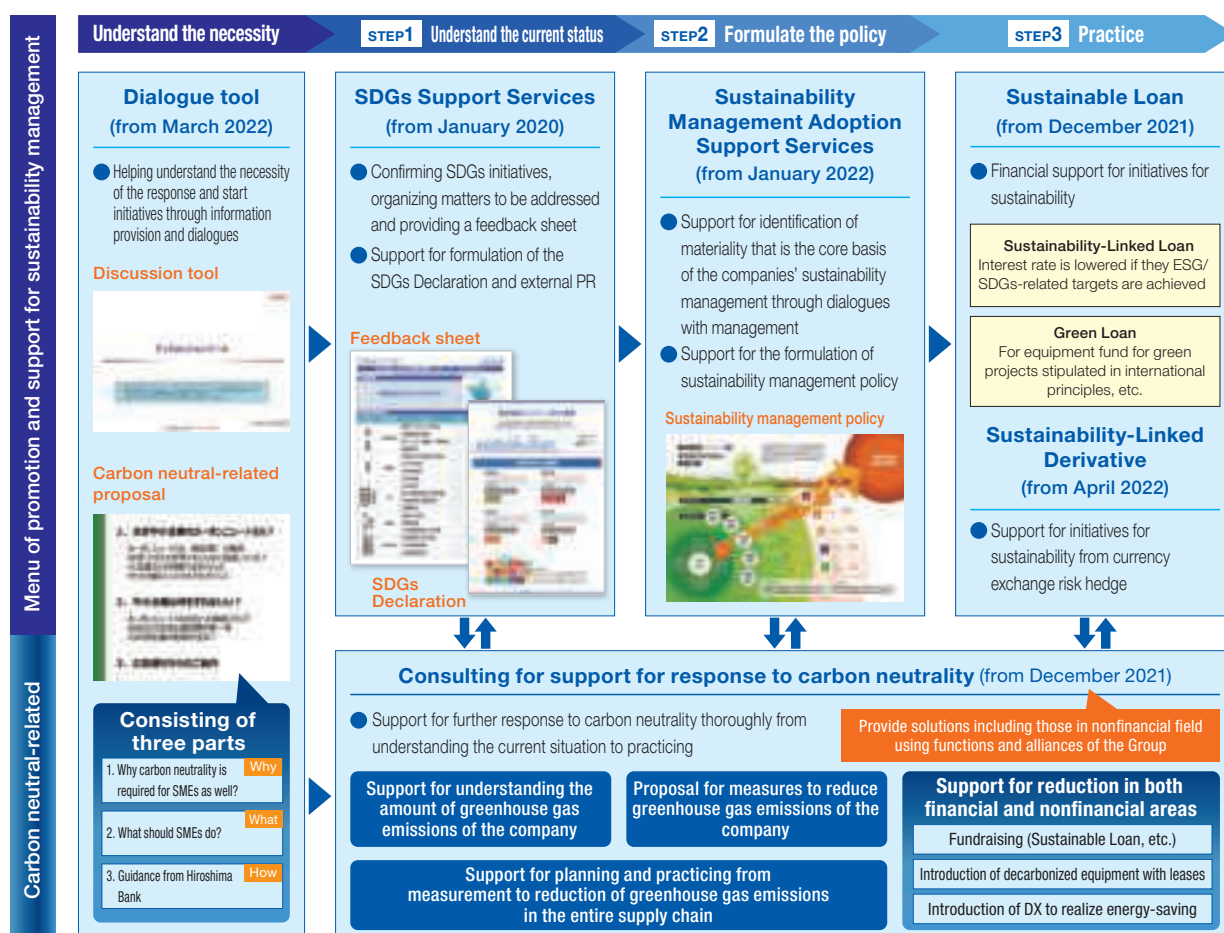 Menu of promotion and support for sustainability management
Carbon neutral-related
Understand the necessity
STEP1 Understand the current status
STEP2 Formulate the policy
STEP3 Practice
Dialogue tool
(from March 2022)
Helping understand the necessity
of the response and start
initiatives through information
provision and dialogues
Discussion tool
Carbon neutral-related
proposal
Consisting of
three parts
1. Why carbon neutrality is
required for SMEs as well?
Why
2. What should SMEs do?
What
3. Guidance from Hiroshima
Bank
How
SDGs Support Services
(from January 2020)
Confirming SDGs initiatives,
organizing matters to be addressed
and providing a feedback sheet
Support for formulation of the
SDGs Declaration and external PR
Feedback sheet
SDGs
Declaration
Sustainability
Management Adoption
Support Services
(from January 2022)
Support for identification of
materiality that is the core basis
of the companies' sustainability
management through dialogues
with management
Support for the formulation of
sustainability management policy
Sustainability management policy
Sustainable Loan
(from December 2021)
Financial support for initiatives for
sustainability
Sustainability-Linked Loan
Interest rate is lowered if they ESG/
SDGs-related targets are achieved
Green Loan
For equipment fund for green
projects stipulated in international
principles, etc.
Sustainability-Linked
Derivative
(from April 2022)
Support for initiatives for
sustainability from currency
exchange risk hedge
Consulting for support for response to carbon neutrality (from December 2021)
Support for further response to carbon neutrality thoroughly from
understanding the current situation to practicing
Provide solutions including those in nonfinancial field
using functions and alliances of the Group
Support for understanding the
amount of greenhouse gas
emissions of the company
Proposal for measures to reduce
greenhouse gas emissions of the
company
Support for planning and practicing from
measurement to reduction of greenhouse gas emissions
in the entire supply chain
Support for reduction in both
financial and nonfinancial areas
Fundraising (Sustainable Loan, etc.)
Introduction of decarbonized equipment with leases
Introduction of DX to realize energy-saving